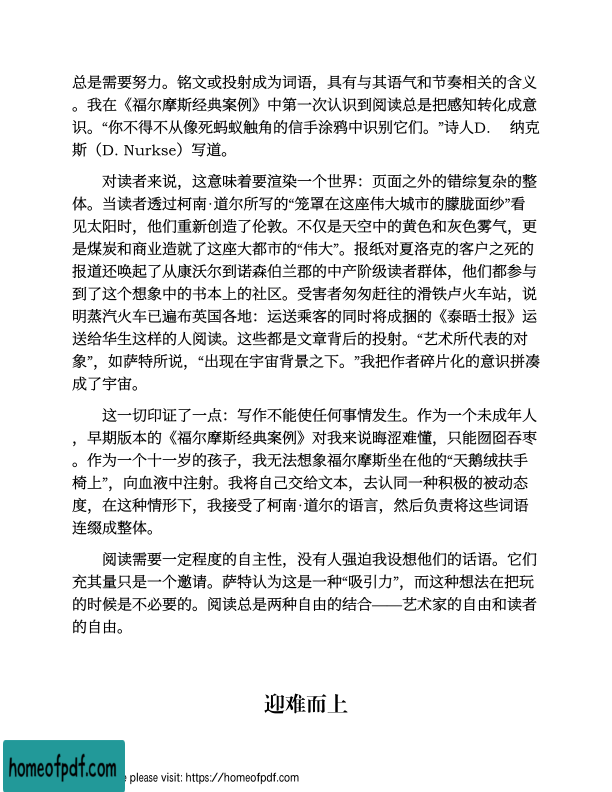 总是需要努力。铭文或投射成为词语，具有与其语气和节奏相关的含义
。我在《福尔摩斯经典案例》中第一次认识到阅读总是把感知转化成意
识。“你不得不从像死蚂蚁触角的信手涂鸦中识别它们。”诗人D. 纳克
斯（D. Nurkse）写道。
对读者来说，这意味着要渲染一个世界：页面之外的错综复杂的整
体。当读者透过柯南·道尔所写的“笼罩在这座伟大城市的朦胧面纱”看
见太阳时，他们重新创造了伦敦。不仅是天空中的黄色和灰色雾气，更
是煤炭和商业造就了这座大都市的“伟大”。报纸对夏洛克的客户之死的
报道还唤起了从康沃尔到诺森伯兰郡的中产阶级读者群体，他们都参与
到了这个想象中的书本上的社区。受害者匆匆赶往的滑铁卢火车站，说
明蒸汽火车已遍布英国各地：运送乘客的同时将成捆的《泰晤士报》运
送给华生这样的人阅读。这些都是文章背后的投射。“艺术所代表的对
象”，如萨特所说，“出现在宇宙背景之下。”我把作者碎片化的意识拼凑
成了宇宙。
这一切印证了一点：写作不能使任何事情发生。作为一个未成年人
，早期版本的《福尔摩斯经典案例》对我来说晦涩难懂，只能囫囵吞枣
。作为一个十一岁的孩子，我无法想象福尔摩斯坐在他的“天鹅绒扶手
椅上”，向血液中注射。我将自己交给文本，去认同一种积极的被动态
度，在这种情形下，我接受了柯南·道尔的语言，然后负责将这些词语
连缀成整体。
阅读需要一定程度的自主性，没有人强迫我设想他们的话语。它们
充其量只是一个邀请。萨特认为这是一种“吸引力”，而这种想法在把玩
的时候是不必要的。阅读总是两种自由的结合——艺术家的自由和读者
的自由。
迎难而上
homeofpdf.com
e please visit: https://homeofpdf.com